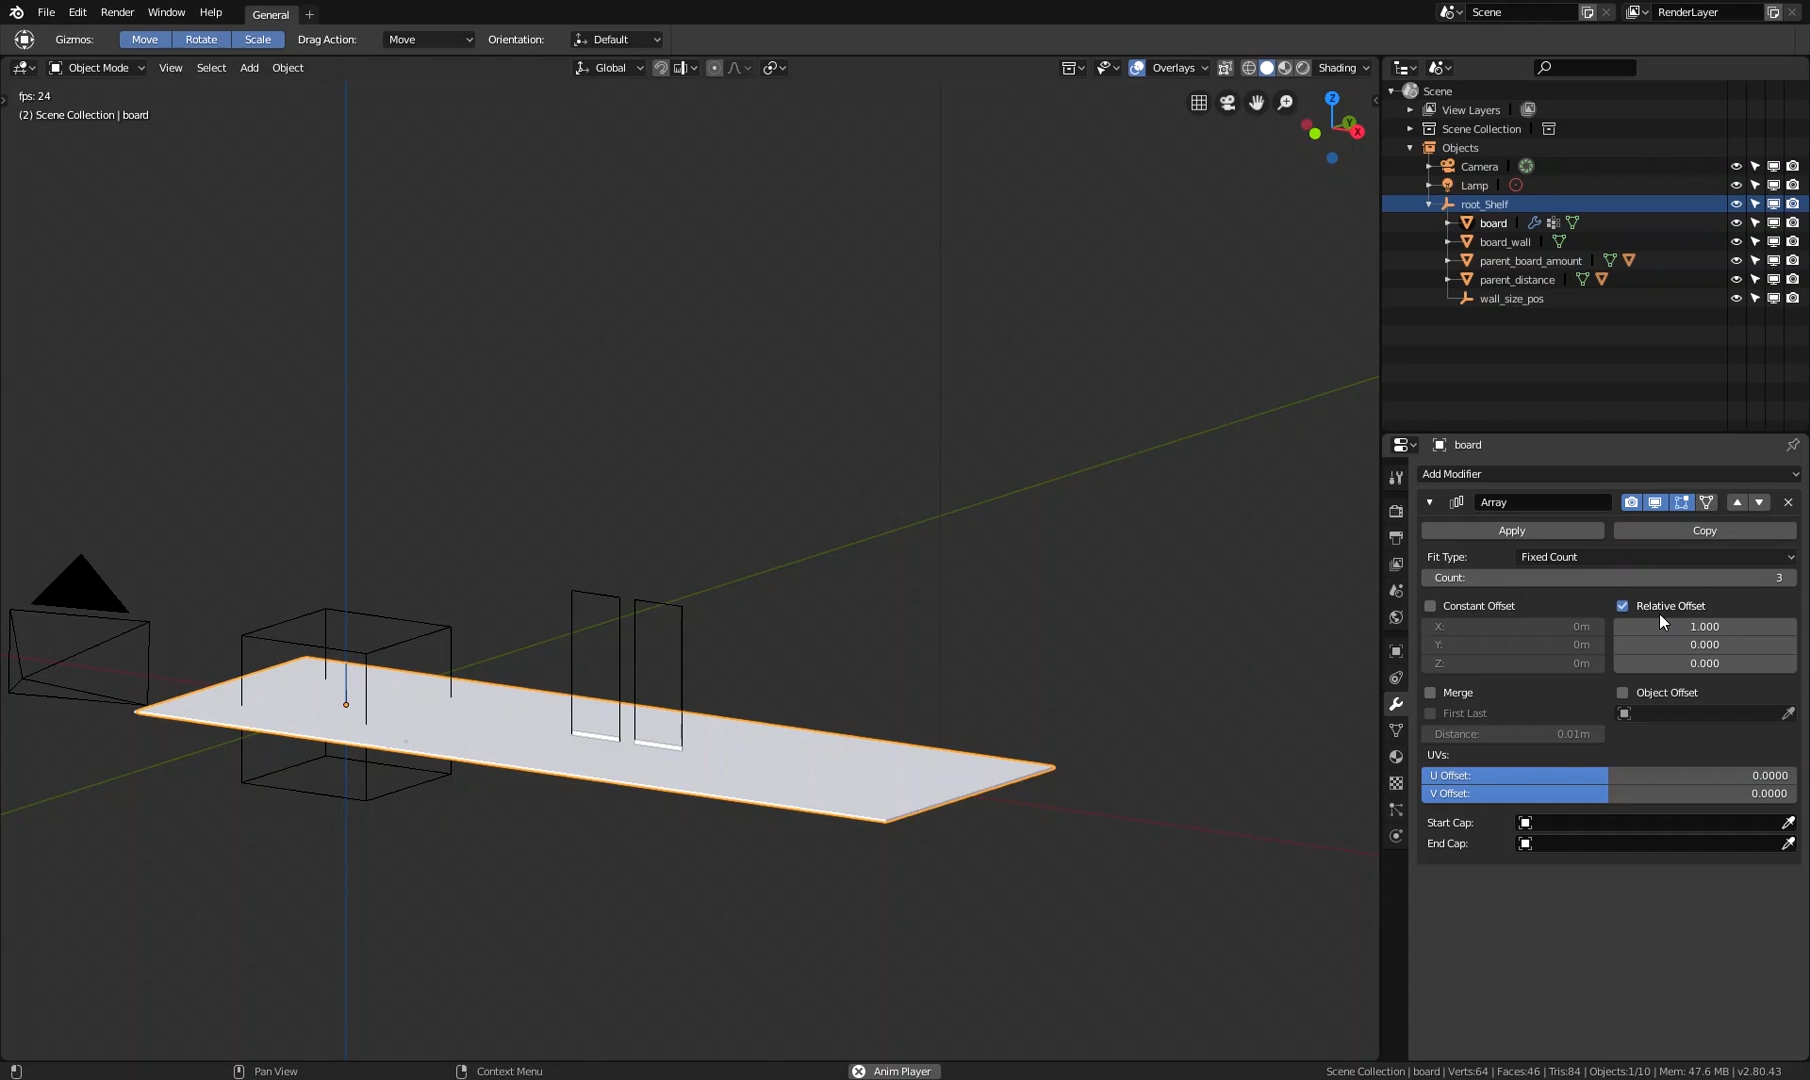 File Edit Render Window Help General + Scene RenderLayer
Gizmos: Move Rotate Scale Drag Action: Move Orientation: Default
Object Mode View Select Add Object Global Overlays Shading
fps: 24
(2) Scene Collection | board
Z
Y
X
Scene
View Layers
Scene Collection
Objects
Camera
Lamp
root_Shelf
board
board_wall
parent_board_amount
parent_distance
wall_size_pos
board
Add Modifier
Array
Apply Copy
Fit Type: Fixed Count
Count: 3
Constant Offset Relative Offset
X: 0m 1.000
Y: 0m 0.000
Z: 0m 0.000
Merge Object Offset
First Last
Distance: 0.01m
UVs:
U Offset: 0.0000
V Offset: 0.0000
Start Cap:
End Cap:
Pan View Context Menu Anim Player Scene Collection | board | Verts:64 | Faces:46 | Tris:84 | Objects:1/10 | Mem: 47.6 MB | v2.80.43